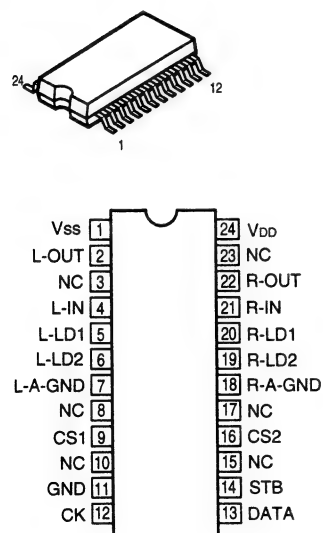 24
12
1
Vss 1 24 VDD
L-OUT 2 23 NC
NC 3 22 R-OUT
L-IN 4 21 R-IN
L-LD1 5 20 R-LD1
L-LD2 6 19 R-LD2
L-A-GND 7 18 R-A-GND
NC 8 17 NC
CS1 9 16 CS2
NC 10 15 NC
GND 11 14 STB
CK 12 13 DATA